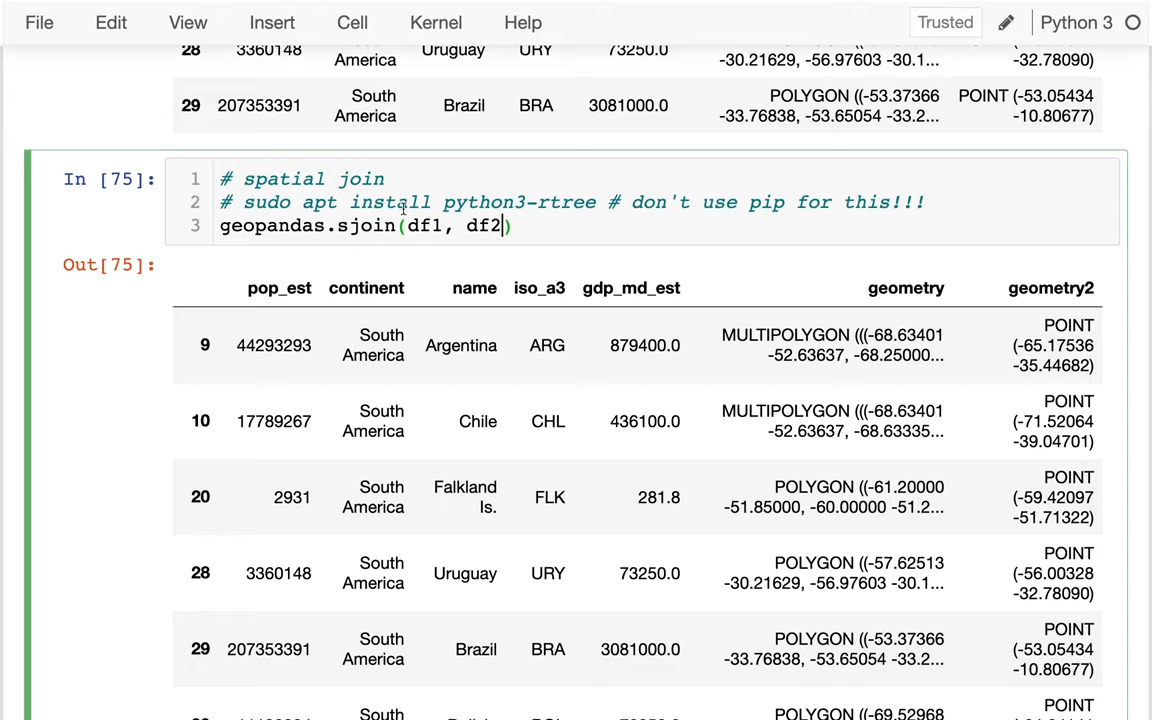 File Edit View Insert Cell Kernel Help Trusted Python 3
28 3360148 South Uruguay URY 73250.0
America -30.21629, -56.97603 -30.1... -32.78090)
29 207353391 South Brazil BRA 3081000.0 POLYGON ((-53.37366 POINT (-53.05434
America -33.76838, -53.65054 -33.2... -10.80677)
In [75]: 1 # spatial join
2 # sudo apt install python3-rtree # don't use pip for this!!!
3 geopandas.sjoin(df1, df2)
Out[75]:
pop_est continent name iso_a3 gdp_md_est geometry geometry2
9 44293293 South America Argentina ARG 879400.0 MULTIPOLYGON (((-68.63401 -52.63637, -68.25000... POINT (-65.17536 -35.44682)
10 17789267 South America Chile CHL 436100.0 MULTIPOLYGON (((-68.63401 -52.63637, -68.63335... POINT (-71.52064 -39.04701)
20 2931 South America Falkland Is. FLK 281.8 POLYGON ((-61.20000 -51.85000, -60.00000 -51.2... POINT (-59.42097 -51.71322)
28 3360148 South America Uruguay URY 73250.0 POLYGON ((-57.62513 -30.21629, -56.97603 -30.1... POINT (-56.00328 -32.78090)
29 207353391 South America Brazil BRA 3081000.0 POLYGON ((-53.37366 -33.76838, -53.65054 -33.2... POINT (-53.05434 -10.80677)
South POLYGON ((-69.52968 POINT